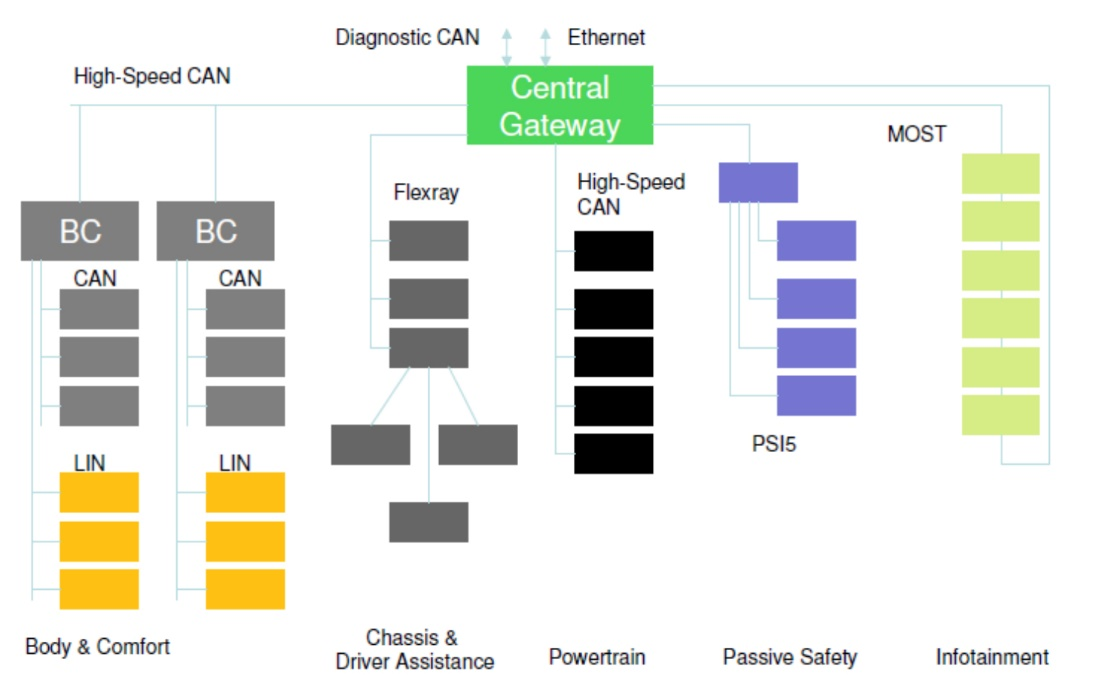 Diagnostic CAN
Ethernet
High-Speed CAN
Central
Gateway
MOST
Flexray
High-Speed
CAN
BC
BC
CAN
CAN
LIN
LIN
PSI5
Body & Comfort
Chassis &
Driver Assistance
Powertrain
Passive Safety
Infotainment